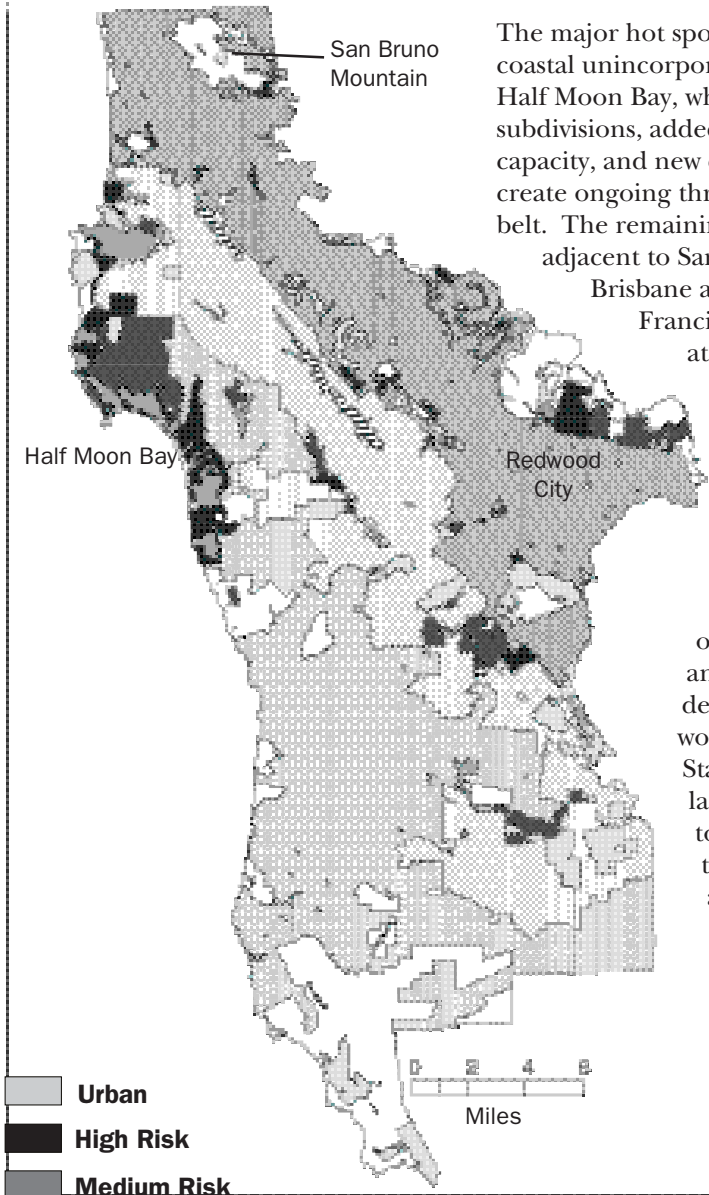 San Bruno
Mountain
The major hot spo
coastal unincorpor
Half Moon Bay, wh
subdivisions, added
capacity, and new
create ongoing thr
belt. The remainin
adjacent to Sar
Brisbane a
Franci
at
Half Moon Bay
Redwood
City
o
an
de
wo
Sta
la
to
t
a
0 2 4 6
Miles
Urban
High Risk
Medium Risk